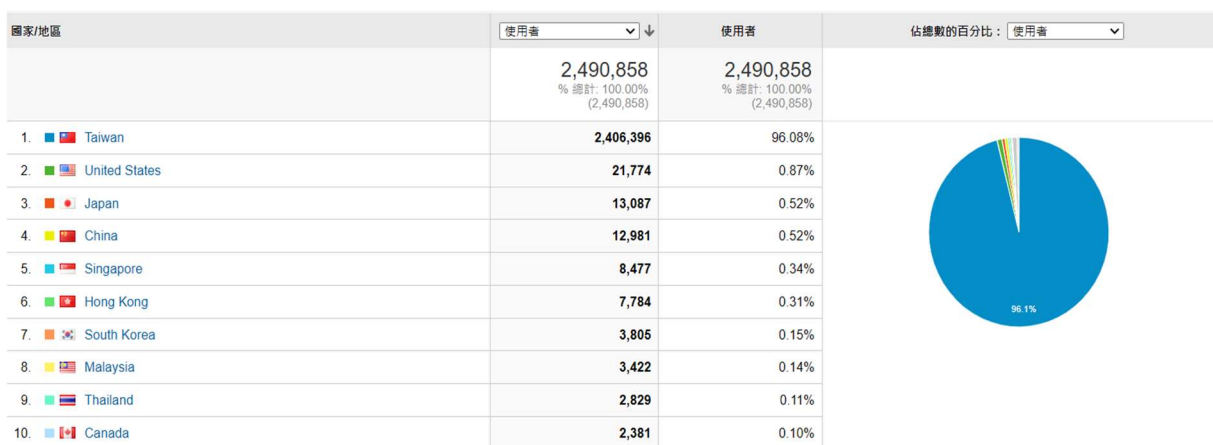 國家/地區 使用者 使用者 佔總數的百分比： 使用者
2,490,858 2,490,858
% 總計: 100.00% % 總計: 100.00%
(2,490,858) (2,490,858)
1. Taiwan 2,406,396 96.08%
2. United States 21,774 0.87%
3. Japan 13,087 0.52%
4. China 12,981 0.52%
5. Singapore 8,477 0.34%
6. Hong Kong 7,784 0.31%
7. South Korea 3,805 0.15%
8. Malaysia 3,422 0.14%
9. Thailand 2,829 0.11%
10. Canada 2,381 0.10%
96.1%